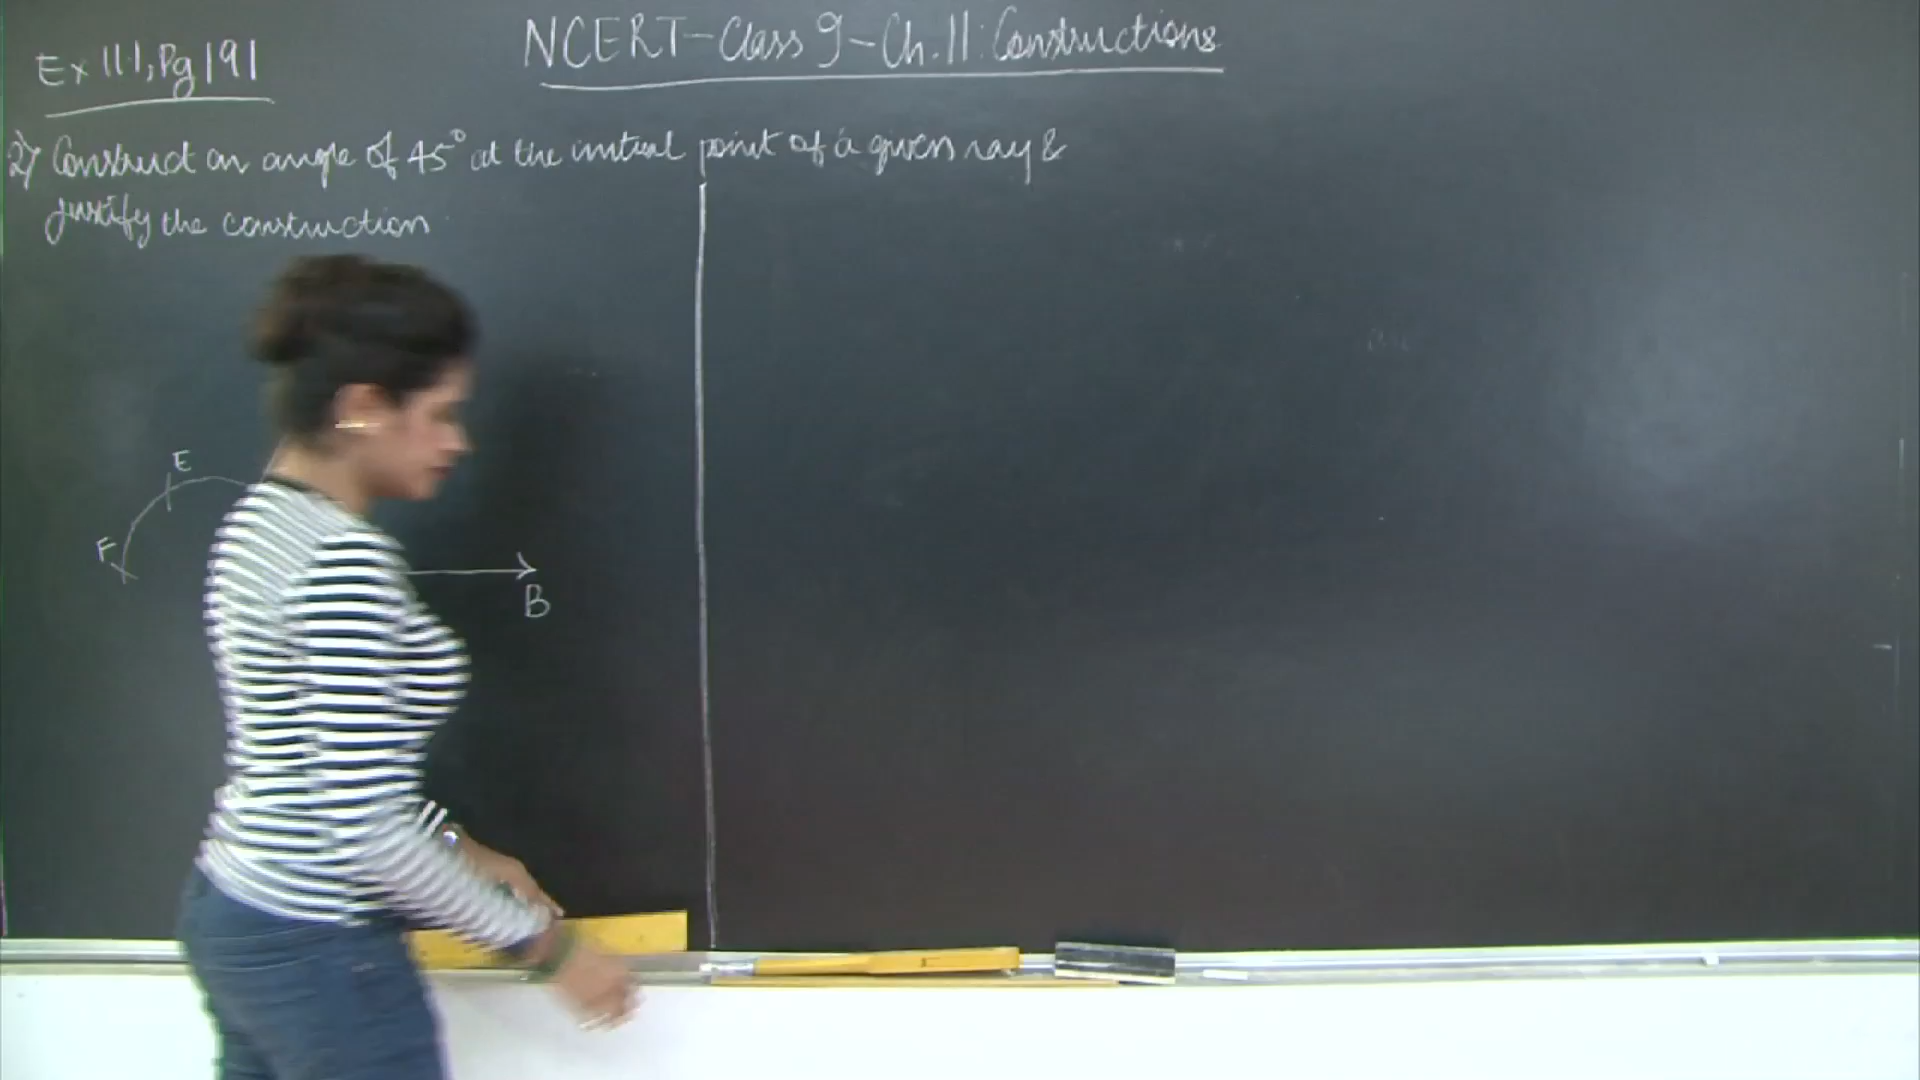 NCERT-Class 9-Ch.11: Constructions
Ex 11.1, Pg 191
2) Construct an angle of 45° at the initial point of a given ray &
justify the construction
E
F
B